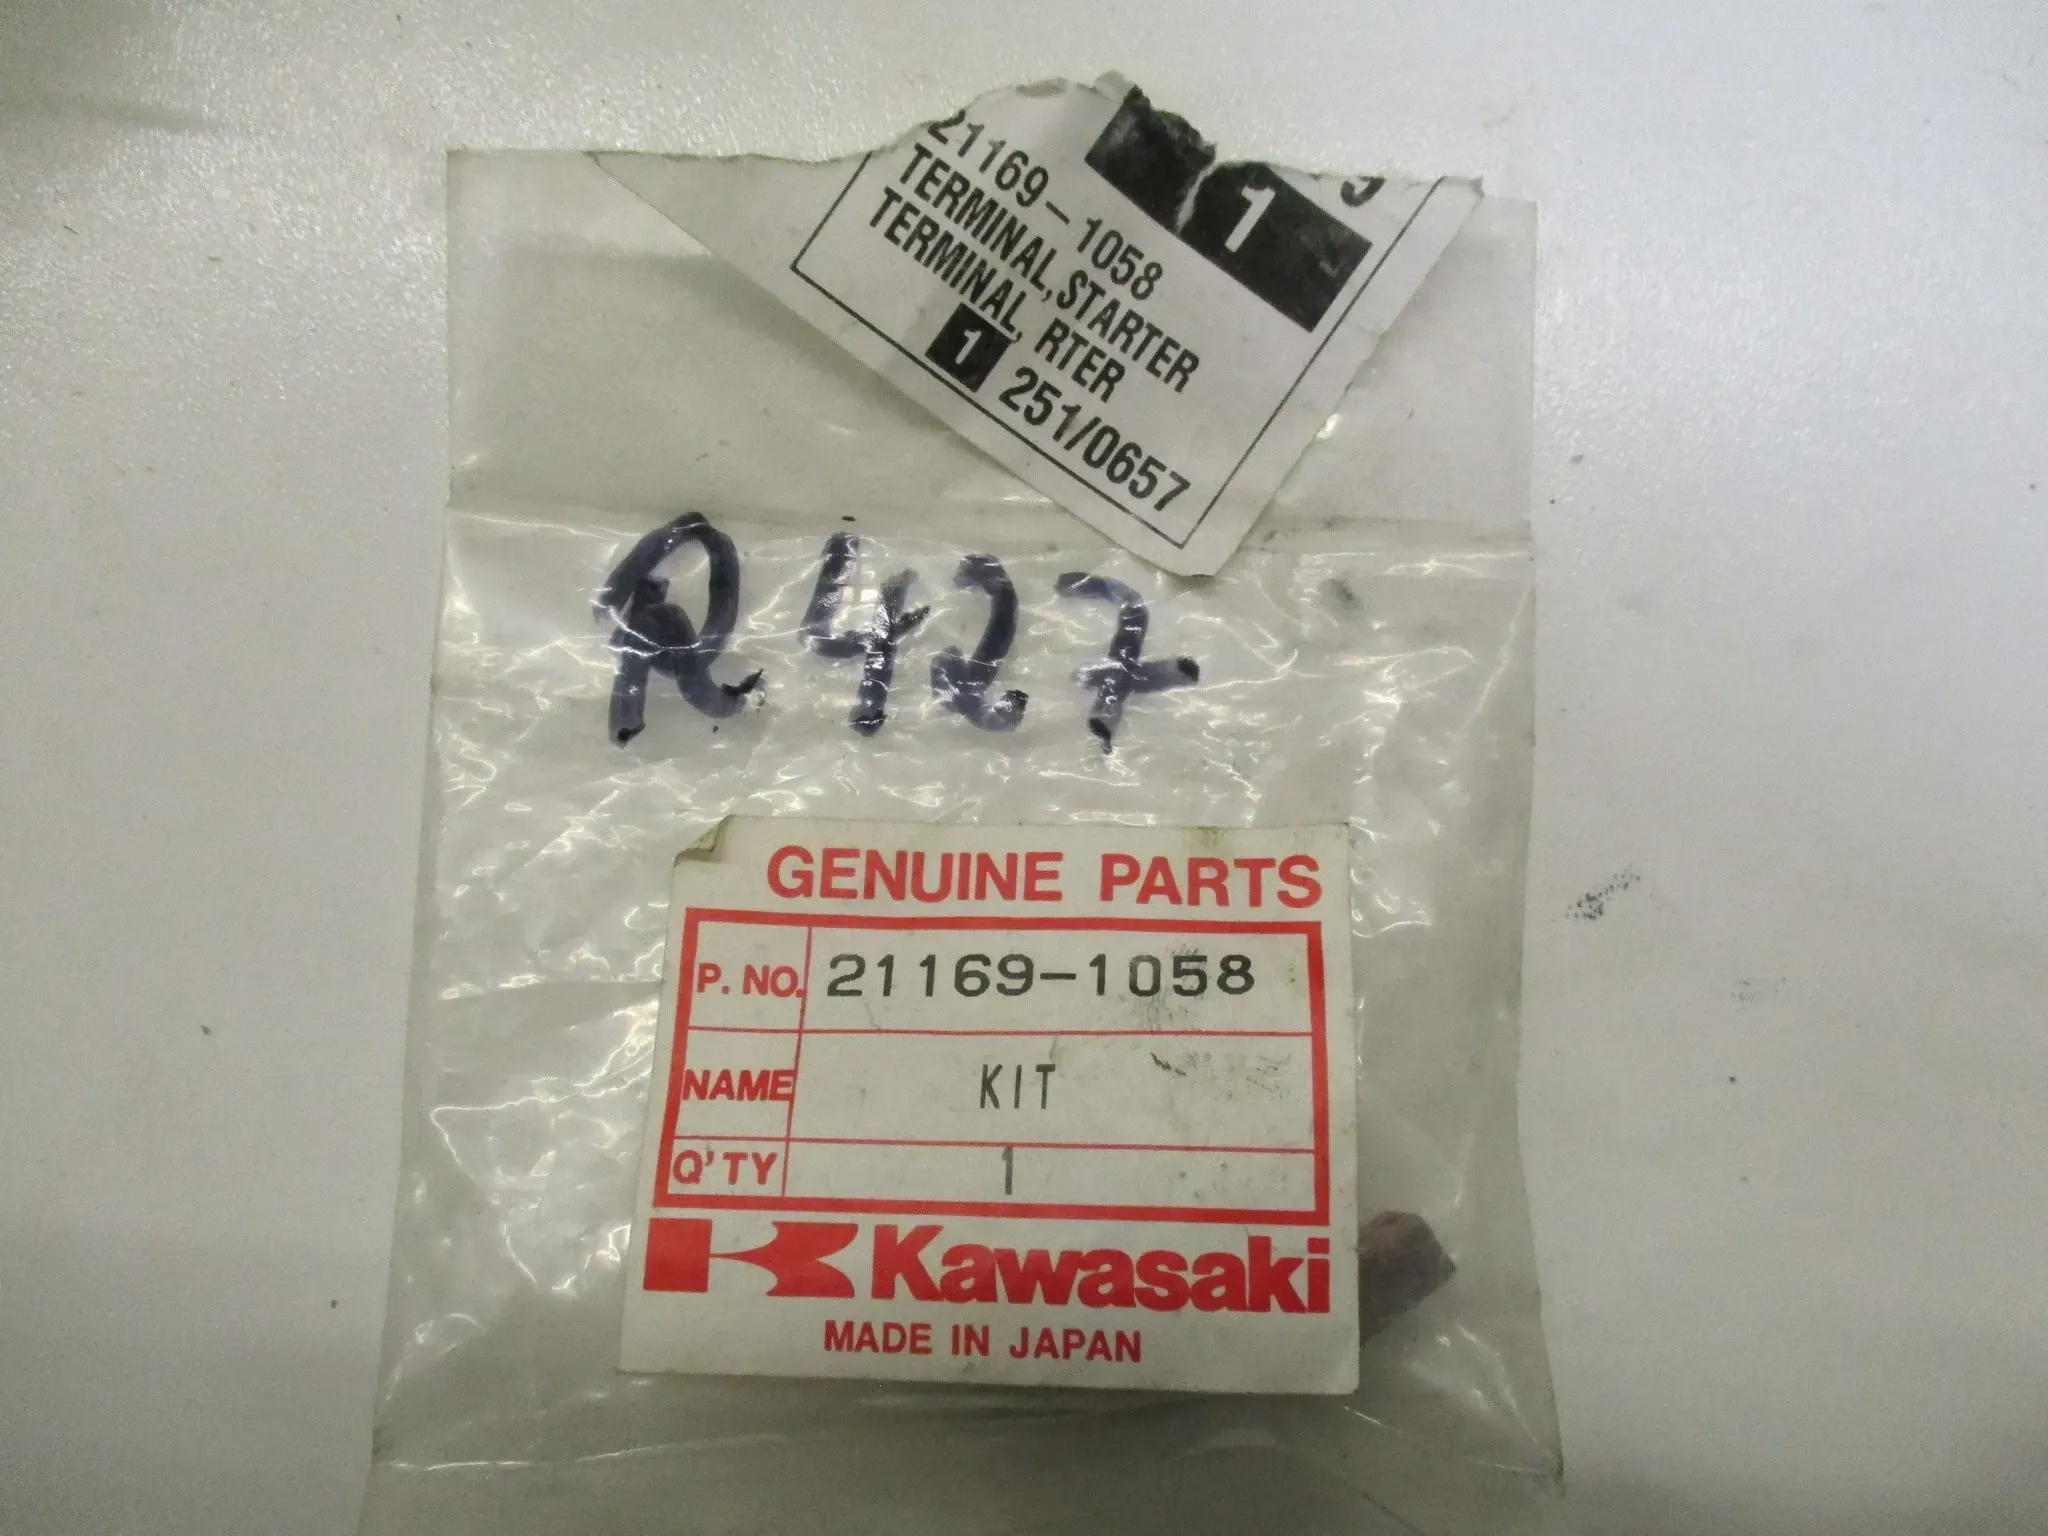 21169-1058
1
TERMINAL,STARTER
TERMINAL, RTER
1 251/0657
R427
GENUINE PARTS
P. NO. 21169-1058
NAME KIT
Q'TY 1
Kawasaki
MADE IN JAPAN